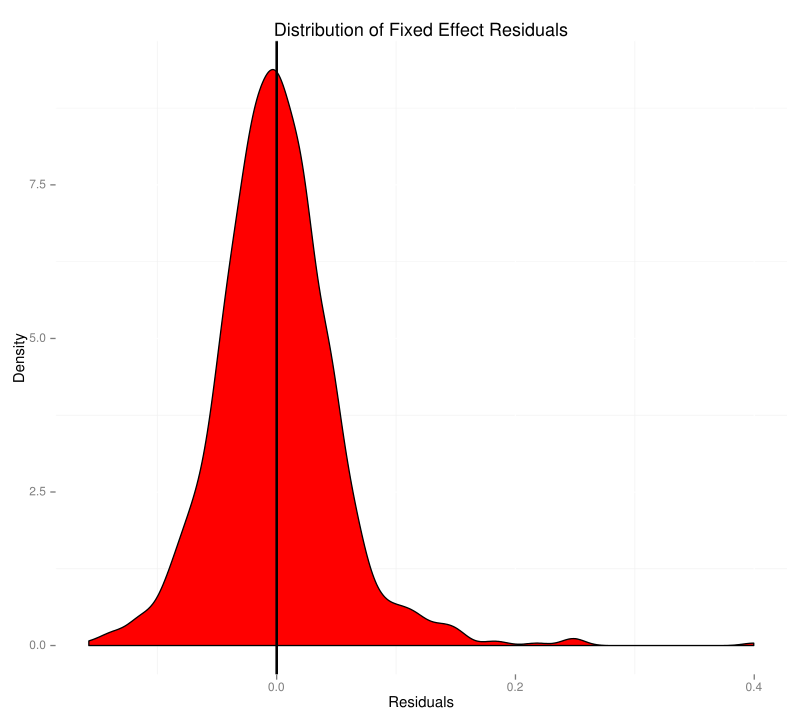 Distribution of Fixed Effect Residuals
Density
7.5
5.0
2.5
0.0
0.0 0.2 0.4
Residuals